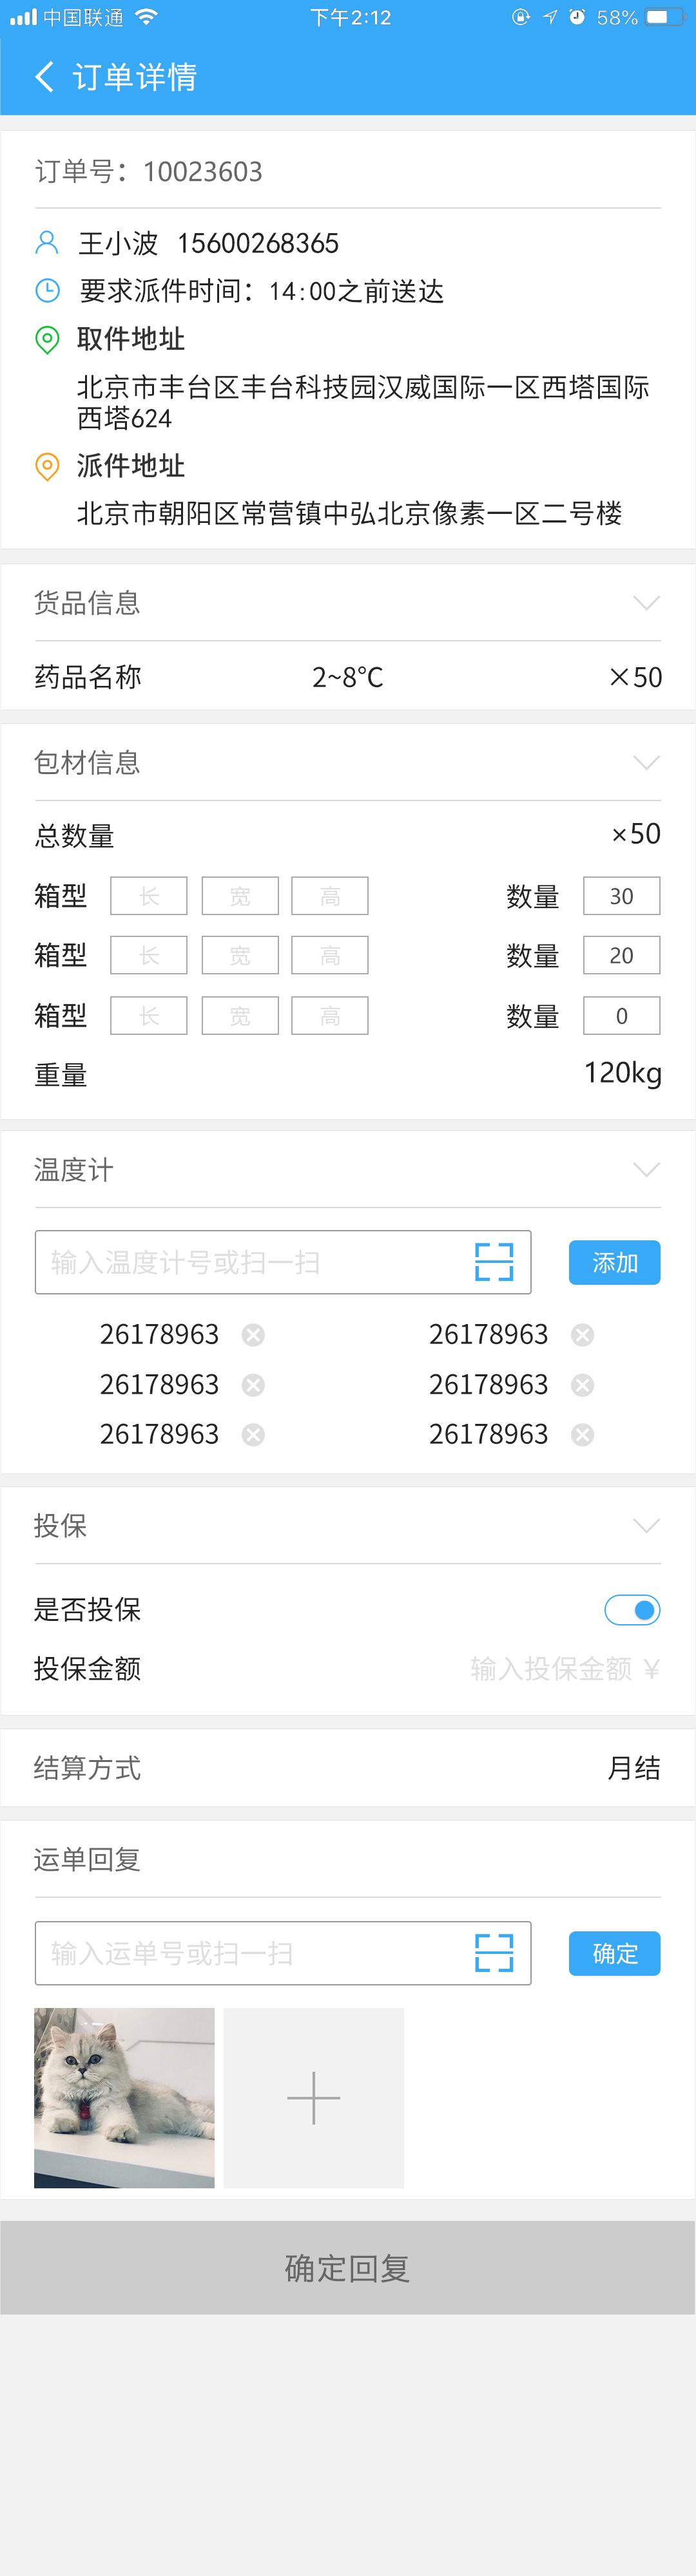 中国联通 下午2:12 58%
订单详情
订单号：10023603
王小波 15600268365
要求派件时间：14:00之前送达
取件地址
北京市丰台区丰台科技园汉威国际一区西塔国际
西塔624
派件地址
北京市朝阳区常营镇中弘北京像素一区二号楼
货品信息
药品名称 2~8℃ ×50
包材信息
总数量 ×50
箱型 长 宽 高 数量 30
箱型 长 宽 高 数量 20
箱型 长 宽 高 数量 0
重量 120kg
温度计
输入温度计号或扫一扫 添加
26178963 26178963
26178963 26178963
26178963 26178963
投保
是否投保
投保金额 输入投保金额 ¥
结算方式 月结
运单回复
输入运单号或扫一扫 确定
确定回复